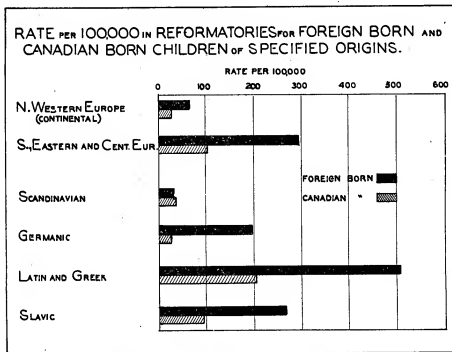 RATE PER 100,000 IN REFORMATORIES FOR FOREIGN BORN AND
CANADIAN BORN CHILDREN OF SPECIFIED ORIGINS.
RATE PER 100,000
0 100 200 300 400 500 600
N. WESTERN EUROPE
(CONTINENTAL)
S., EASTERN AND CENT. EUR.
FOREIGN BORN
SCANDINAVIAN
CANADIAN "
GERMANIC
LATIN AND GREEK
SLAVIC